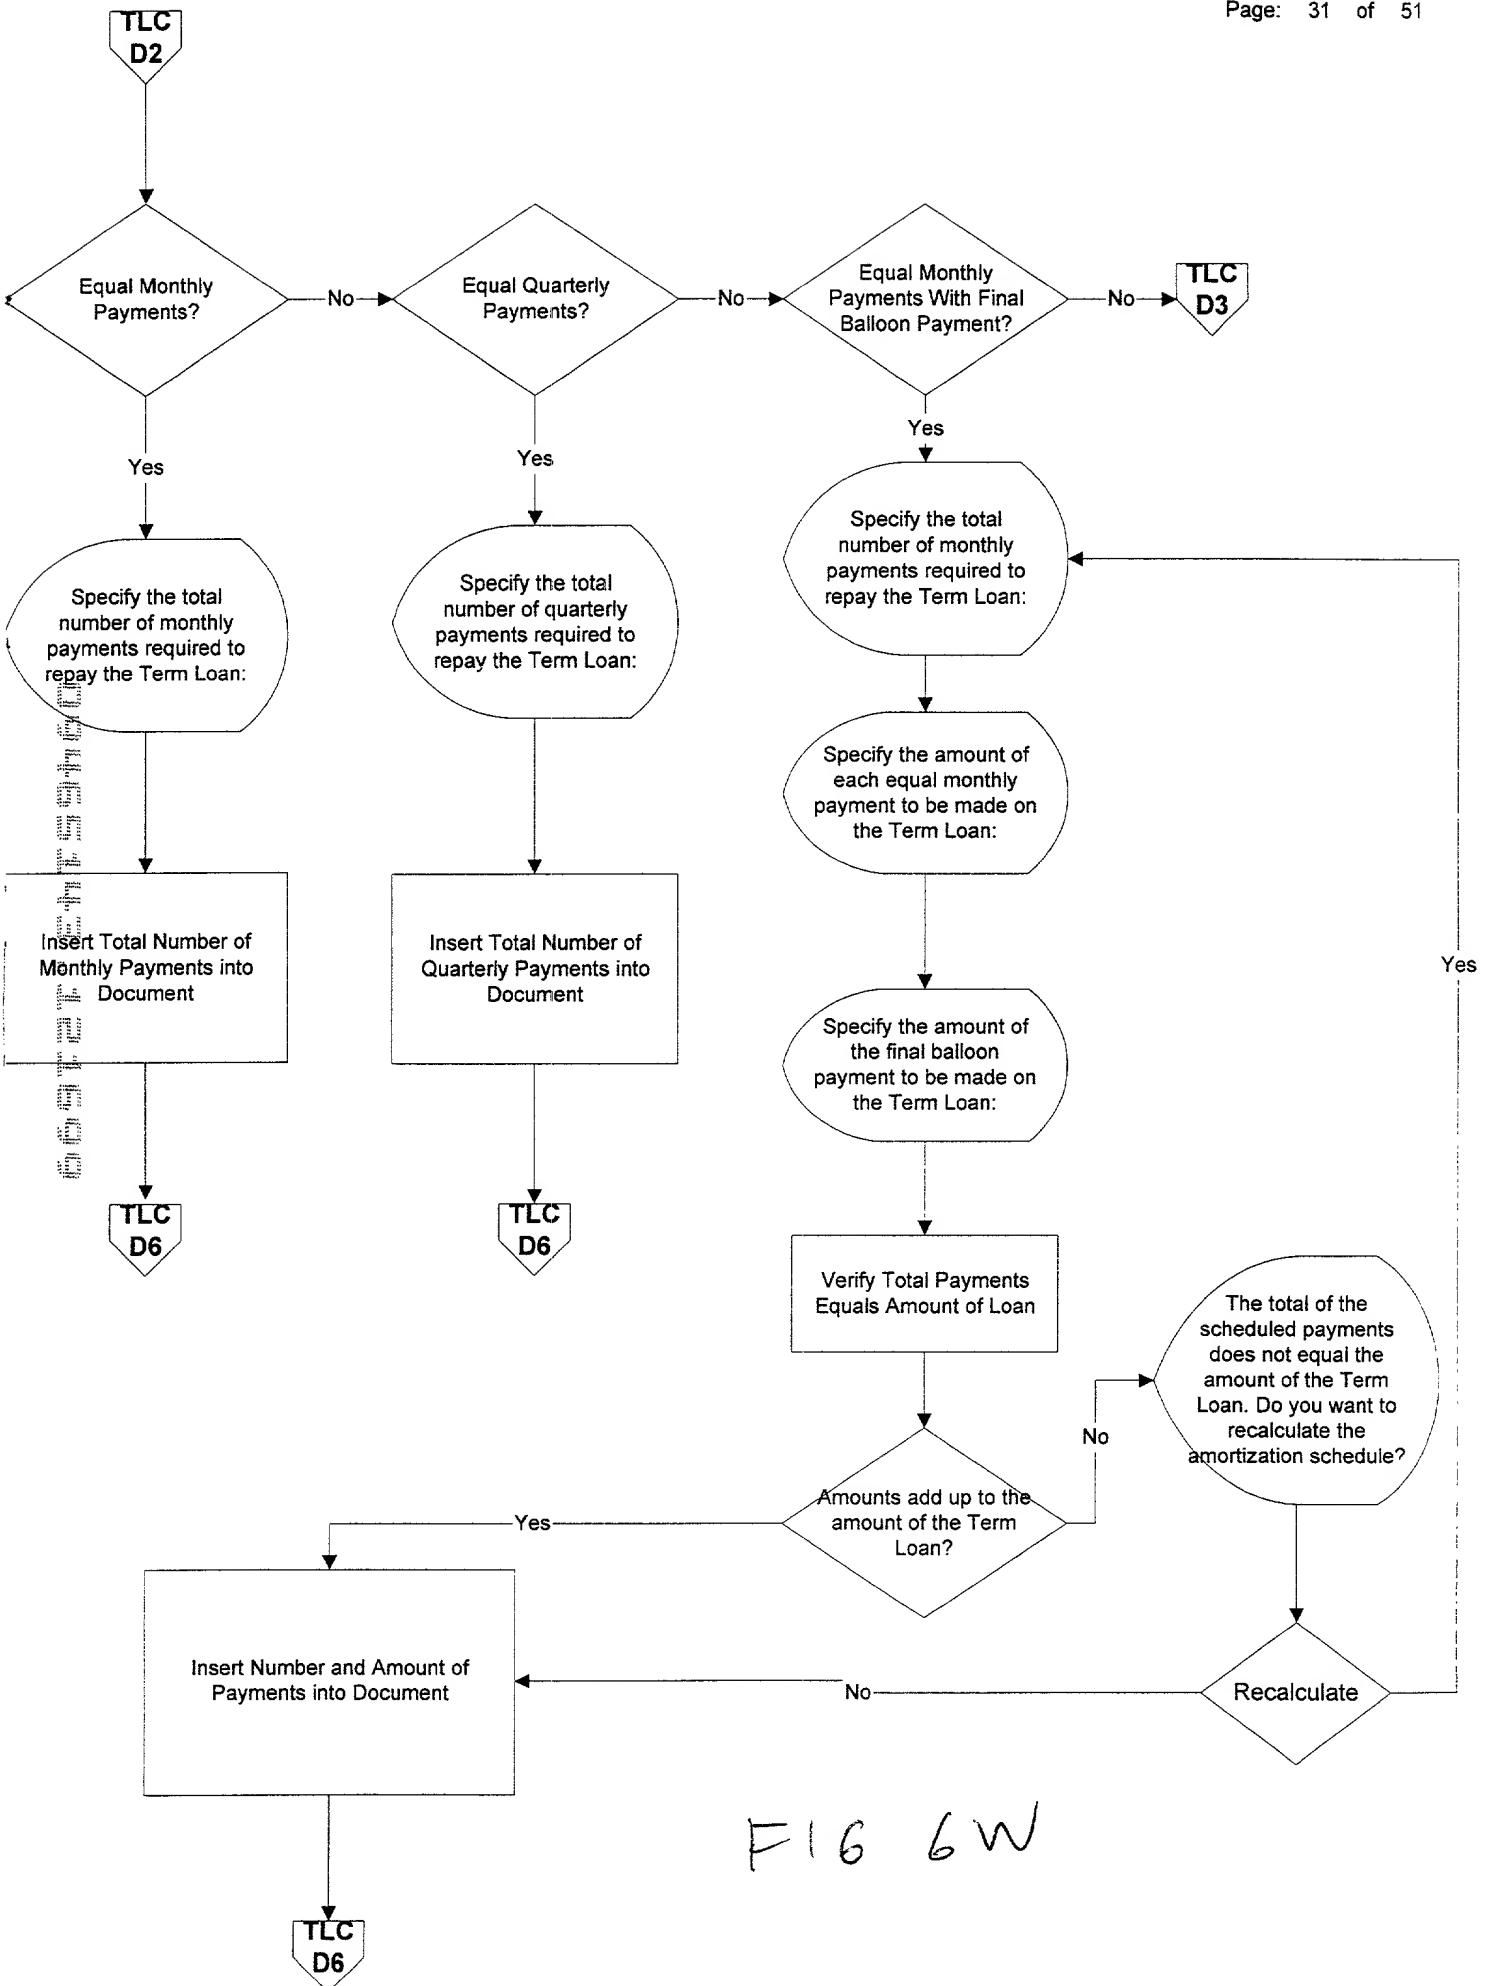 Page: 31 of 51
TLC
D2
Equal Monthly
Payments?
No
Equal Quarterly
Payments?
No
Equal Monthly
Payments With Final
Balloon Payment?
No
TLC
D3
Yes
Yes
Yes
Specify the total
number of monthly
payments required to
repay the Term Loan:
Specify the total
number of quarterly
payments required to
repay the Term Loan:
Specify the total
number of monthly
payments required to
repay the Term Loan:
Specify the amount of
each equal monthly
payment to be made on
the Term Loan:
Insert Total Number of
Monthly Payments into
Document
Insert Total Number of
Quarterly Payments into
Document
Yes
Specify the amount of
the final balloon
payment to be made on
the Term Loan:
TLC
D6
TLC
D6
Verify Total Payments
Equals Amount of Loan
The total of the
scheduled payments
does not equal the
amount of the Term
Loan. Do you want to
recalculate the
amortization schedule?
No
Amounts add up to the
amount of the Term
Loan?
Yes
Insert Number and Amount of
Payments into Document
No
Recalculate
FIG 6W
TLC
D6